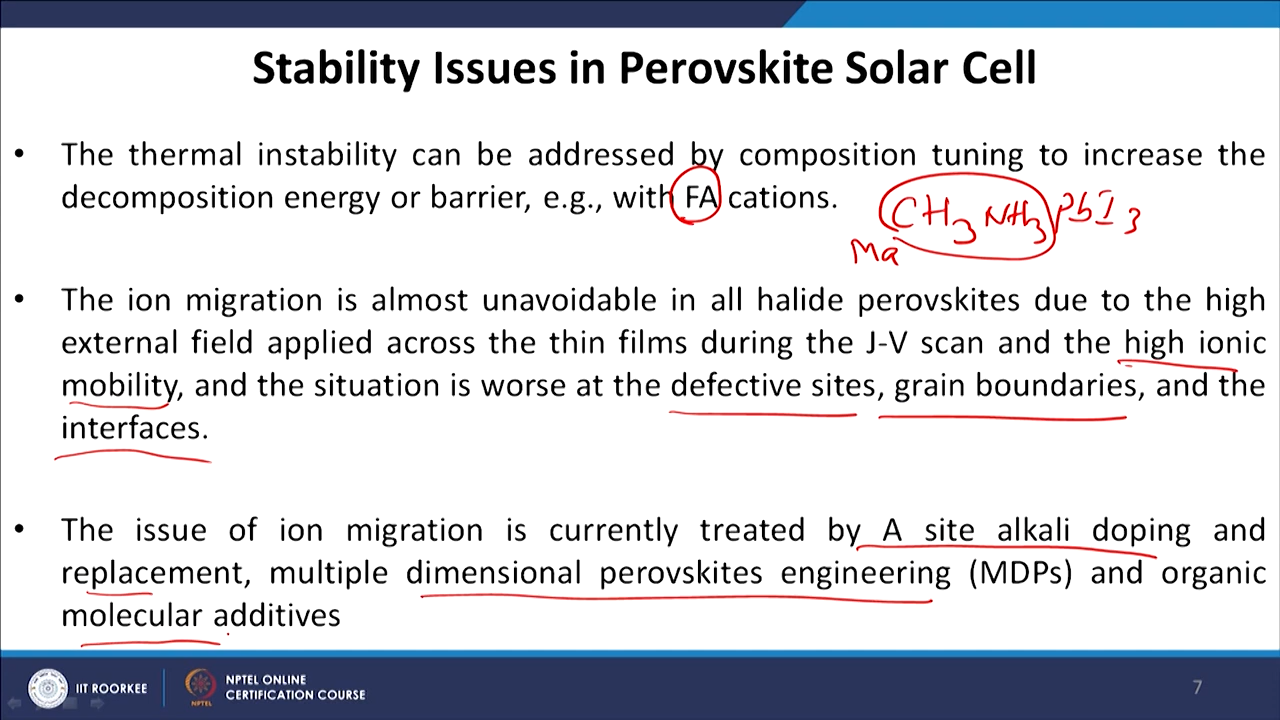 Stability Issues in Perovskite Solar Cell
• The thermal instability can be addressed by composition tuning to increase the
decomposition energy or barrier, e.g., with FA cations.
CH3NH3PbI3
Ma
• The ion migration is almost unavoidable in all halide perovskites due to the high
external field applied across the thin films during the J-V scan and the high ionic
mobility, and the situation is worse at the defective sites, grain boundaries, and the
interfaces.
• The issue of ion migration is currently treated by A site alkali doping and
replacement, multiple dimensional perovskites engineering (MDPs) and organic
molecular additives
IIT ROORKEE
NPTEL
NPTEL ONLINE
CERTIFICATION COURSE
7